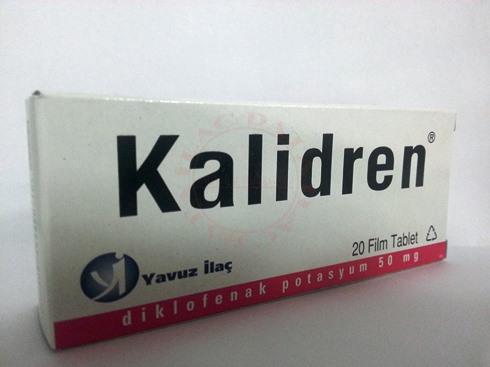 Kalidren®
20 Film Tablet
Yavuz İlaç
diklofenak potasyum 50 mg